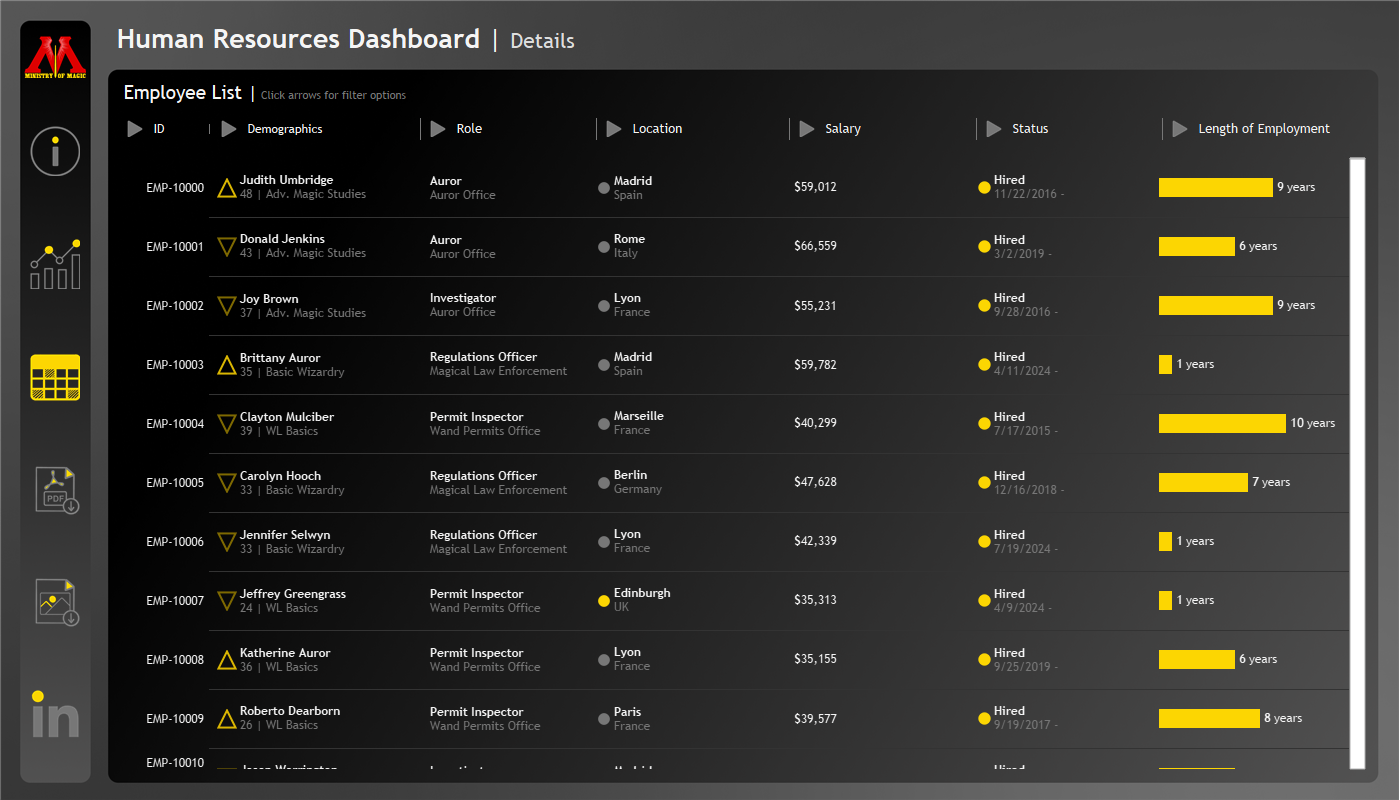 MINISTRY OF MAGIC
Human Resources Dashboard | Details
Employee List | Click arrows for filter options
ID Demographics Role Location Salary Status Length of Employment
EMP-10000 Judith Umbridge Auror Madrid $59,012 Hired 9 years
48 | Adv. Magic Studies Auror Office Spain 11/22/2016 -
EMP-10001 Donald Jenkins Auror Rome $66,559 Hired 6 years
43 | Adv. Magic Studies Auror Office Italy 3/2/2019 -
EMP-10002 Joy Brown Investigator Lyon $55,231 Hired 9 years
37 | Adv. Magic Studies Auror Office France 9/28/2016 -
EMP-10003 Brittany Auror Regulations Officer Madrid $59,782 Hired 1 years
35 | Basic Wizardry Magical Law Enforcement Spain 4/11/2024 -
EMP-10004 Clayton Mulciber Permit Inspector Marseille $40,299 Hired 10 years
39 | WL Basics Wand Permits Office France 7/17/2015 -
EMP-10005 Carolyn Hooch Regulations Officer Berlin $47,628 Hired 7 years
33 | Basic Wizardry Magical Law Enforcement Germany 12/16/2018 -
EMP-10006 Jennifer Selwyn Regulations Officer Lyon $42,339 Hired 1 years
33 | Basic Wizardry Magical Law Enforcement France 7/19/2024 -
EMP-10007 Jeffrey Greengrass Permit Inspector Edinburgh $35,313 Hired 1 years
24 | WL Basics Wand Permits Office UK 4/9/2024 -
EMP-10008 Katherine Auror Permit Inspector Lyon $35,155 Hired 6 years
36 | WL Basics Wand Permits Office France 9/25/2019 -
EMP-10009 Roberto Dearborn Permit Inspector Paris $39,577 Hired 8 years
26 | WL Basics Wand Permits Office France 9/19/2017 -
EMP-10010
PDF
in